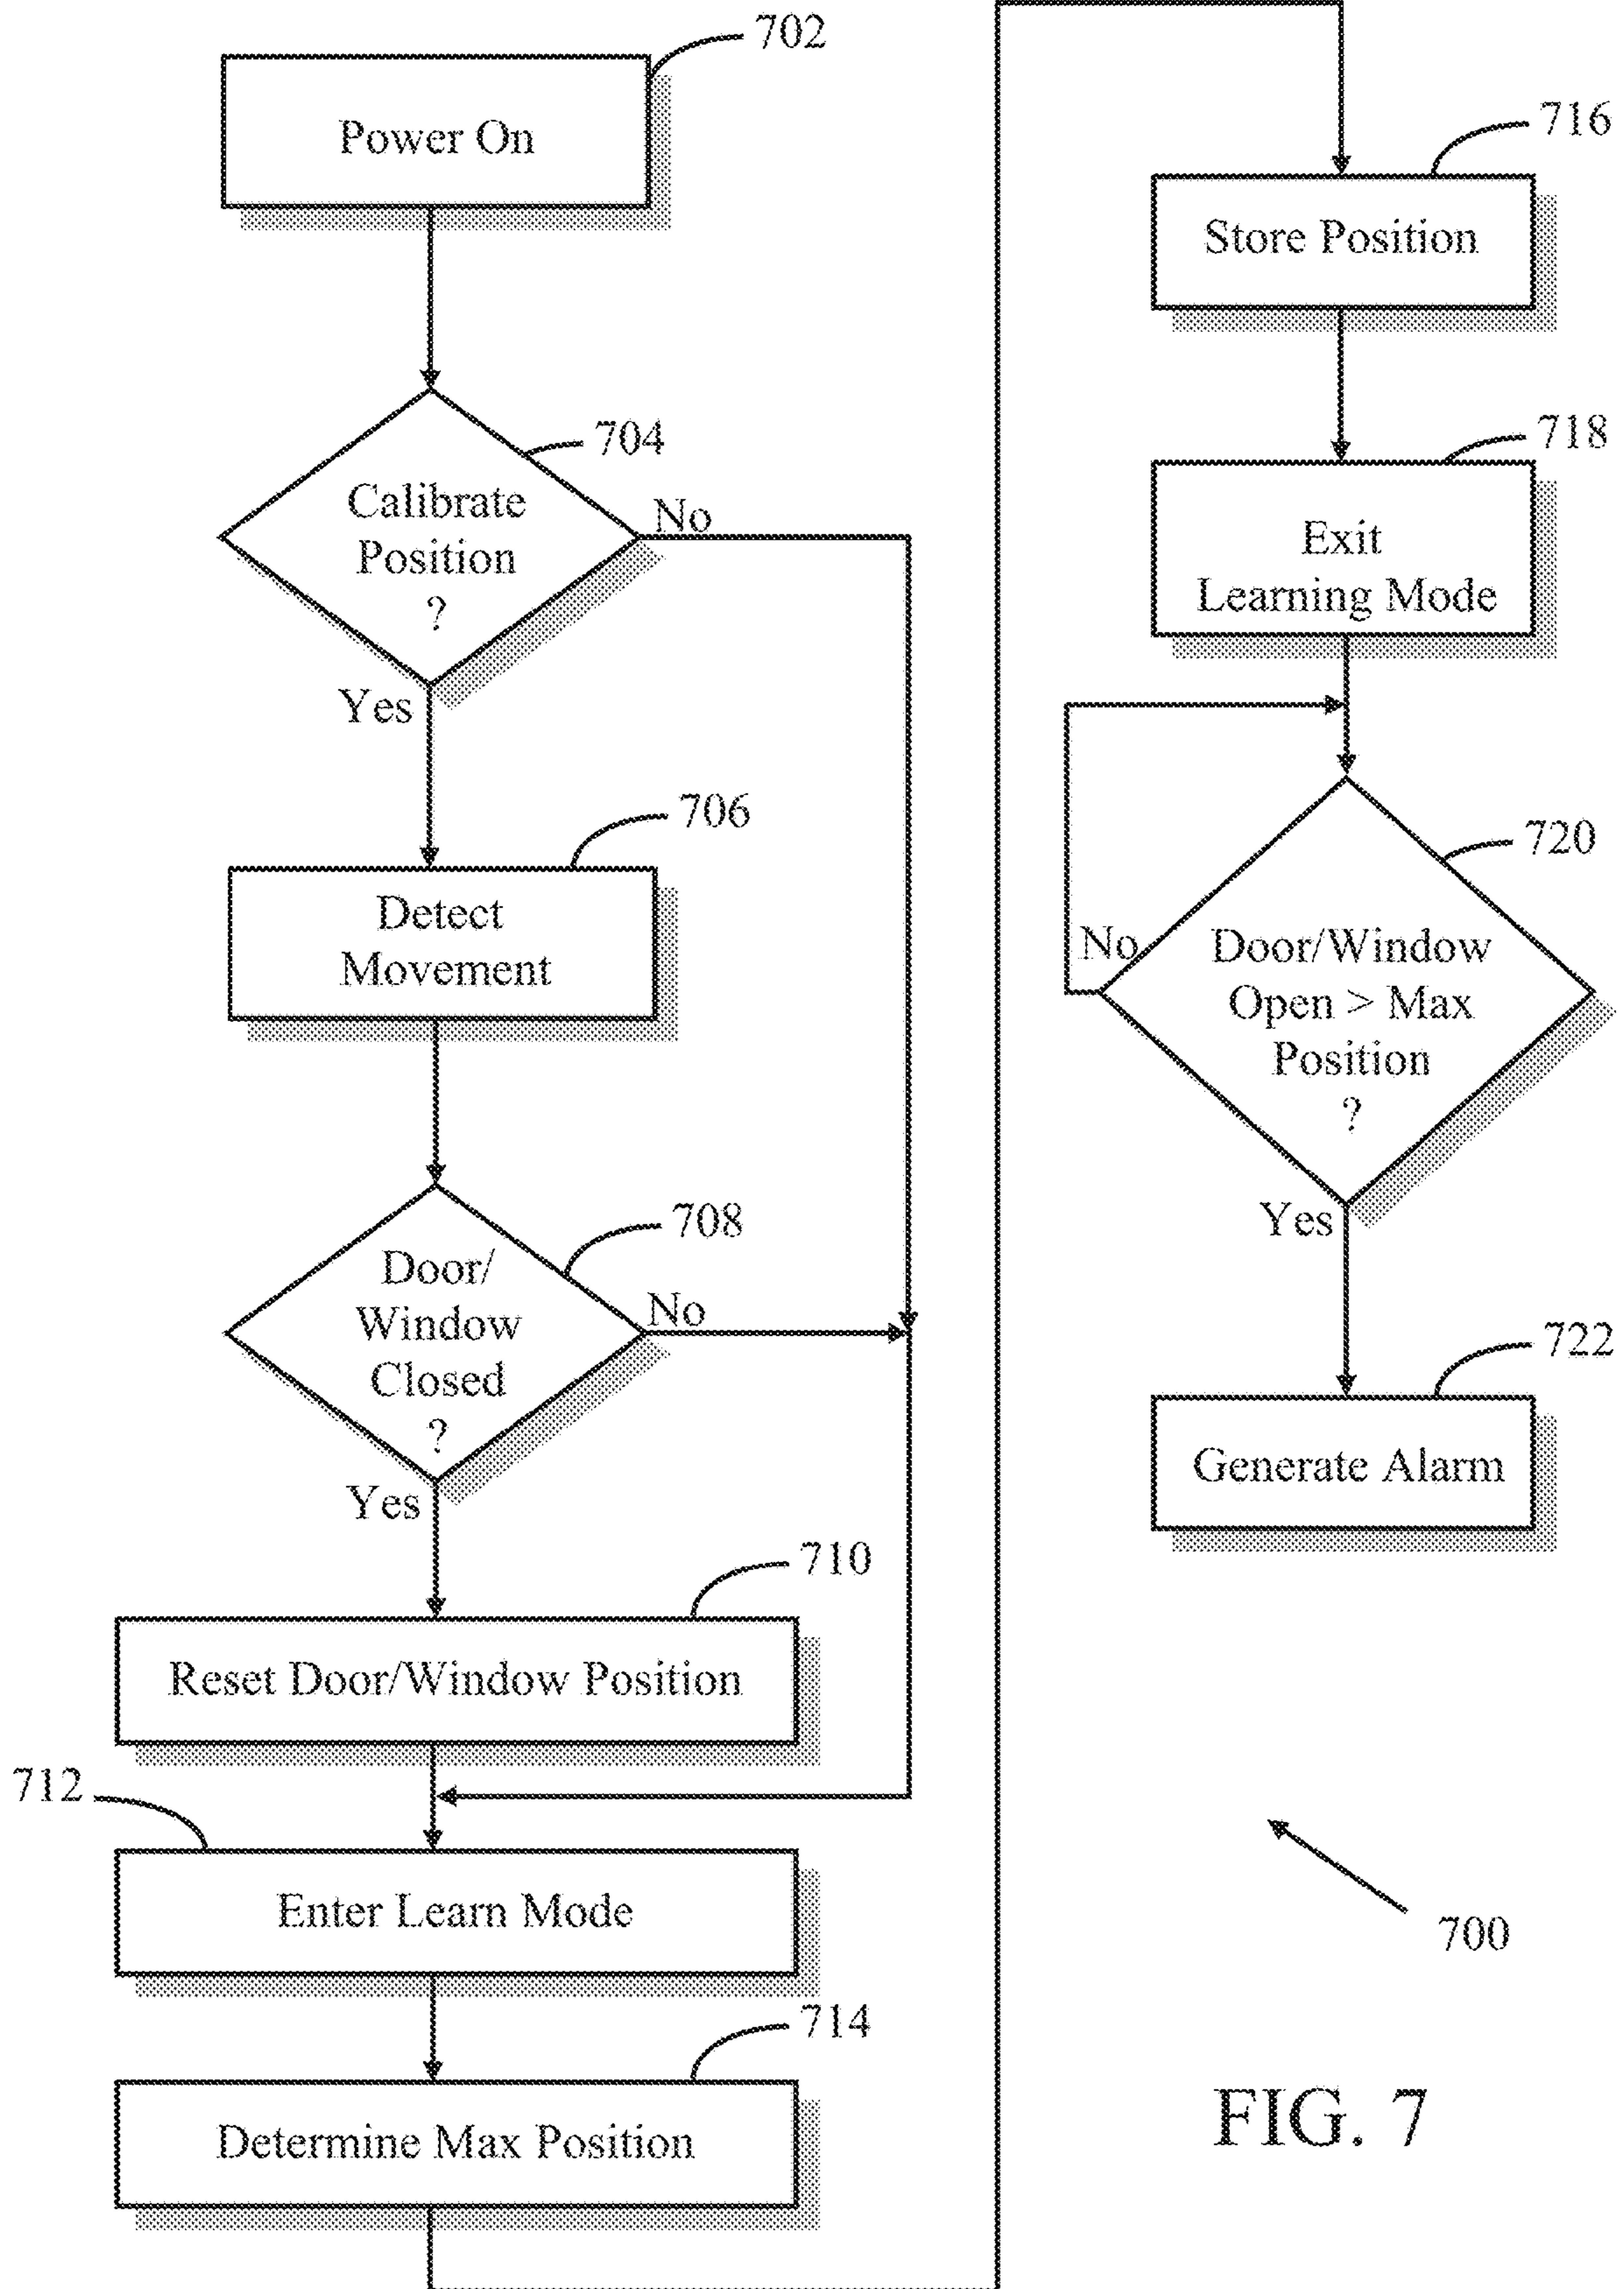 702
Power On
704
Calibrate
Position
?
No
Yes
706
Detect
Movement
708
Door/
Window
Closed
?
No
Yes
710
Reset Door/Window Position
712
Enter Learn Mode
714
Determine Max Position
716
Store Position
718
Exit
Learning Mode
720
No
Door/Window
Open > Max
Position
?
Yes
722
Generate Alarm
700
FIG. 7